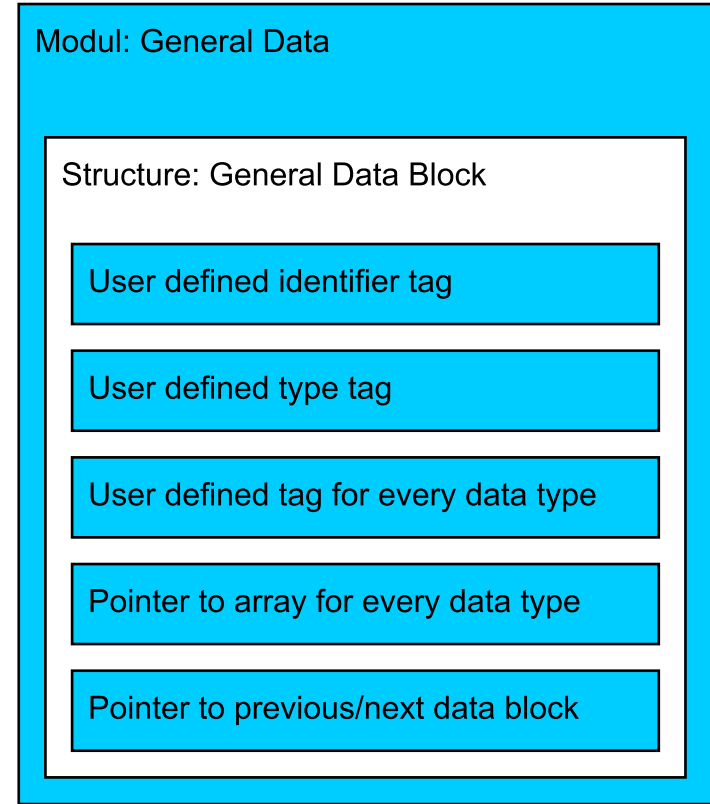 Modul: General Data
Structure: General Data Block
User defined identifier tag
User defined type tag
User defined tag for every data type
Pointer to array for every data type
Pointer to previous/next data block